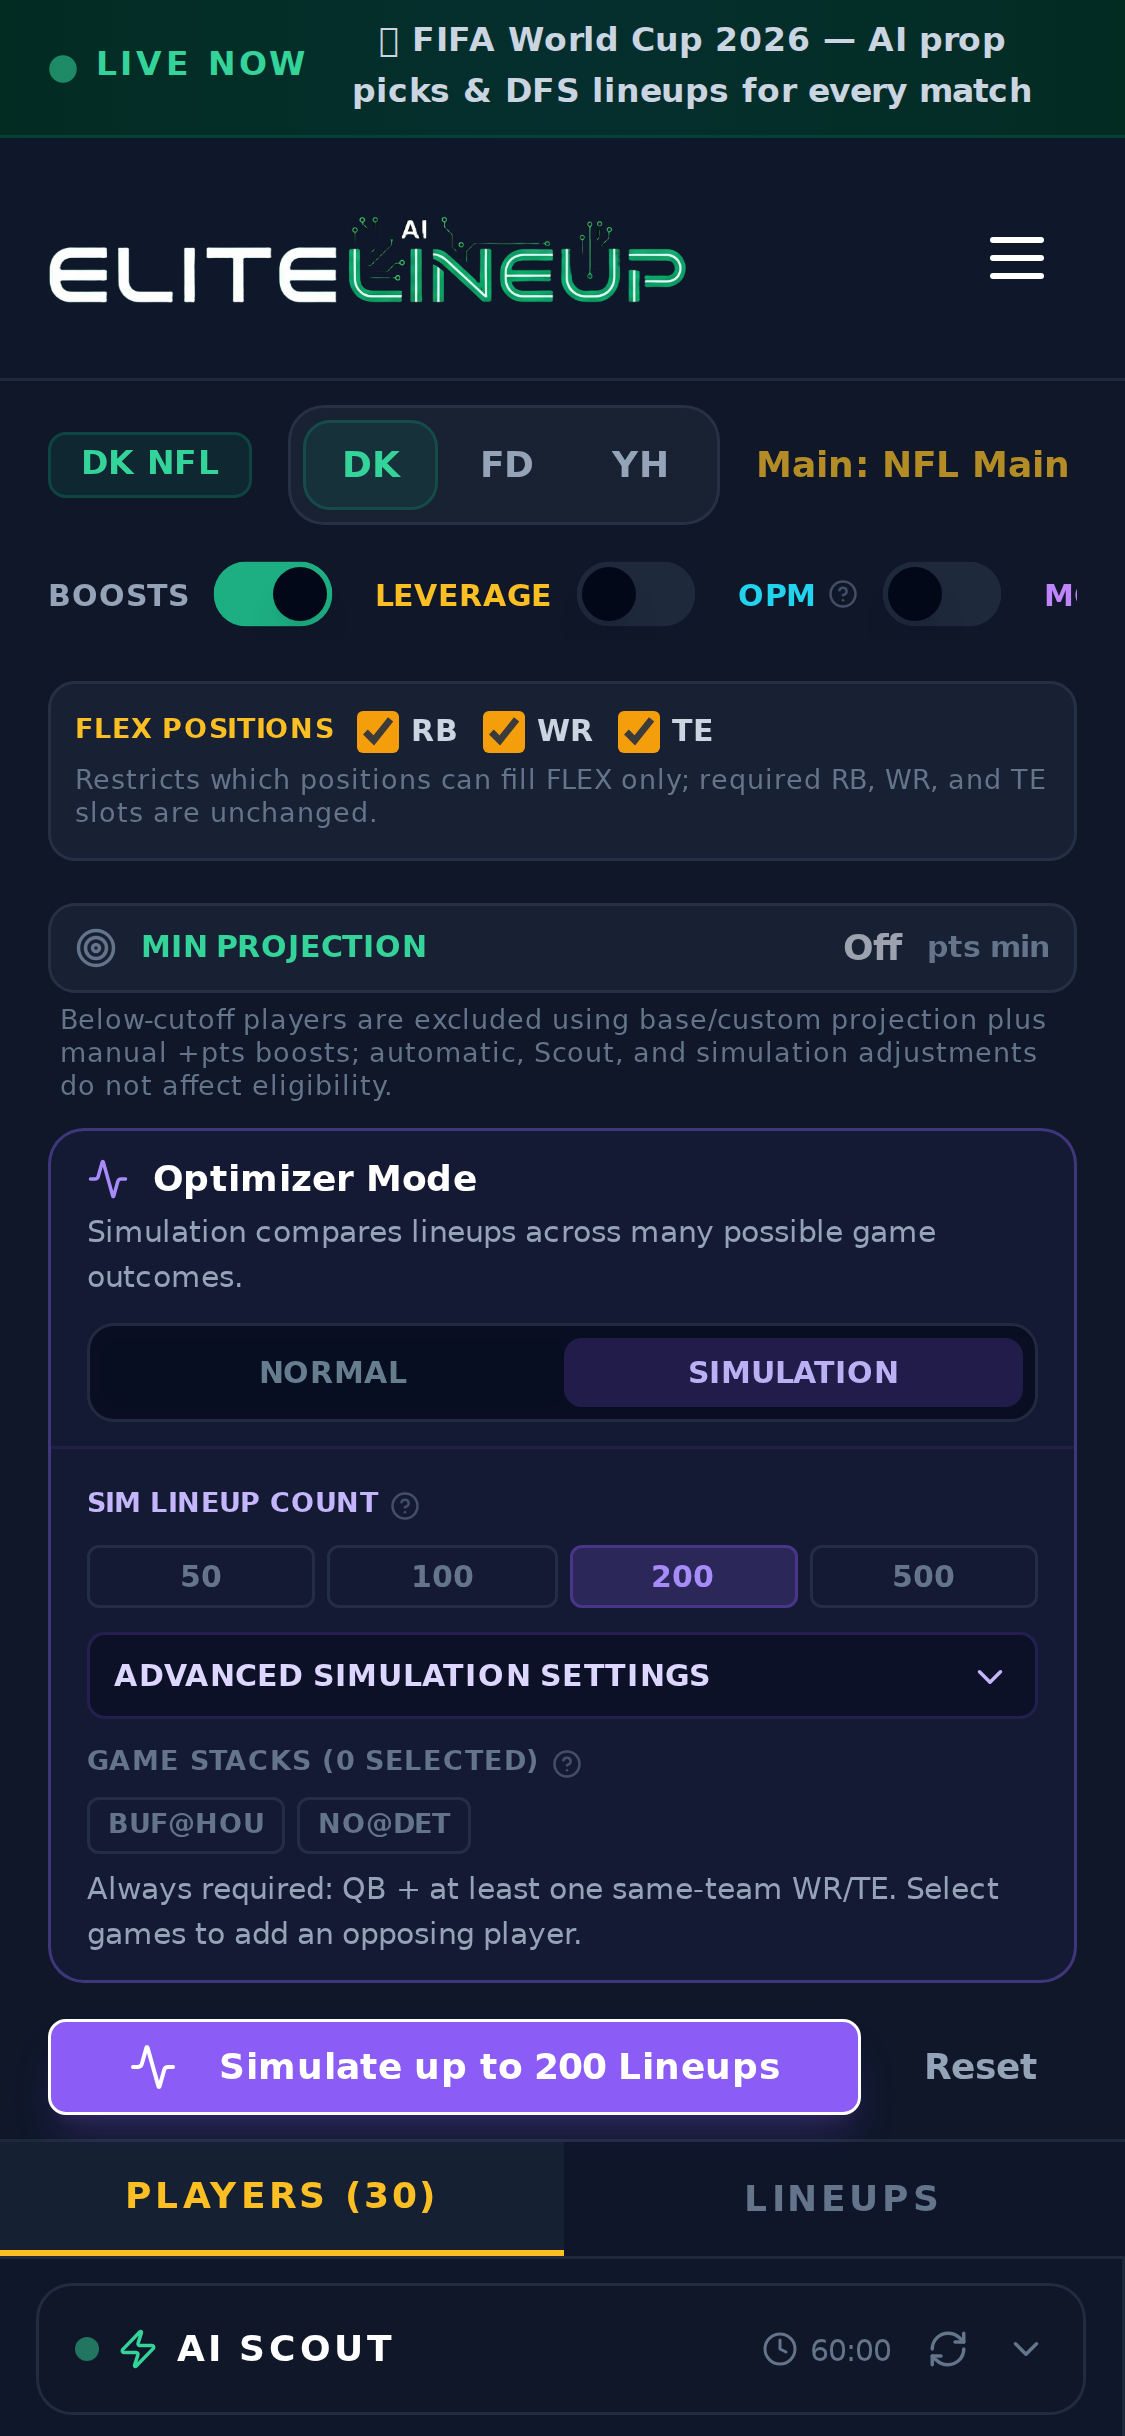 LIVE NOW
FIFA World Cup 2026 — AI prop
picks & DFS lineups for every match
ELITE LINEUP AI
DK NFL
DK FD YH
Main: NFL Main
BOOSTS LEVERAGE OPM
FLEX POSITIONS RB WR TE
Restricts which positions can fill FLEX only; required RB, WR, and TE
slots are unchanged.
MIN PROJECTION Off pts min
Below-cutoff players are excluded using base/custom projection plus
manual +pts boosts; automatic, Scout, and simulation adjustments
do not affect eligibility.
Optimizer Mode
Simulation compares lineups across many possible game
outcomes.
NORMAL SIMULATION
SIM LINEUP COUNT
50 100 200 500
ADVANCED SIMULATION SETTINGS
GAME STACKS (0 SELECTED)
BUF@HOU NO@DET
Always required: QB + at least one same-team WR/TE. Select
games to add an opposing player.
Simulate up to 200 Lineups Reset
PLAYERS (30) LINEUPS
AI SCOUT 60:00